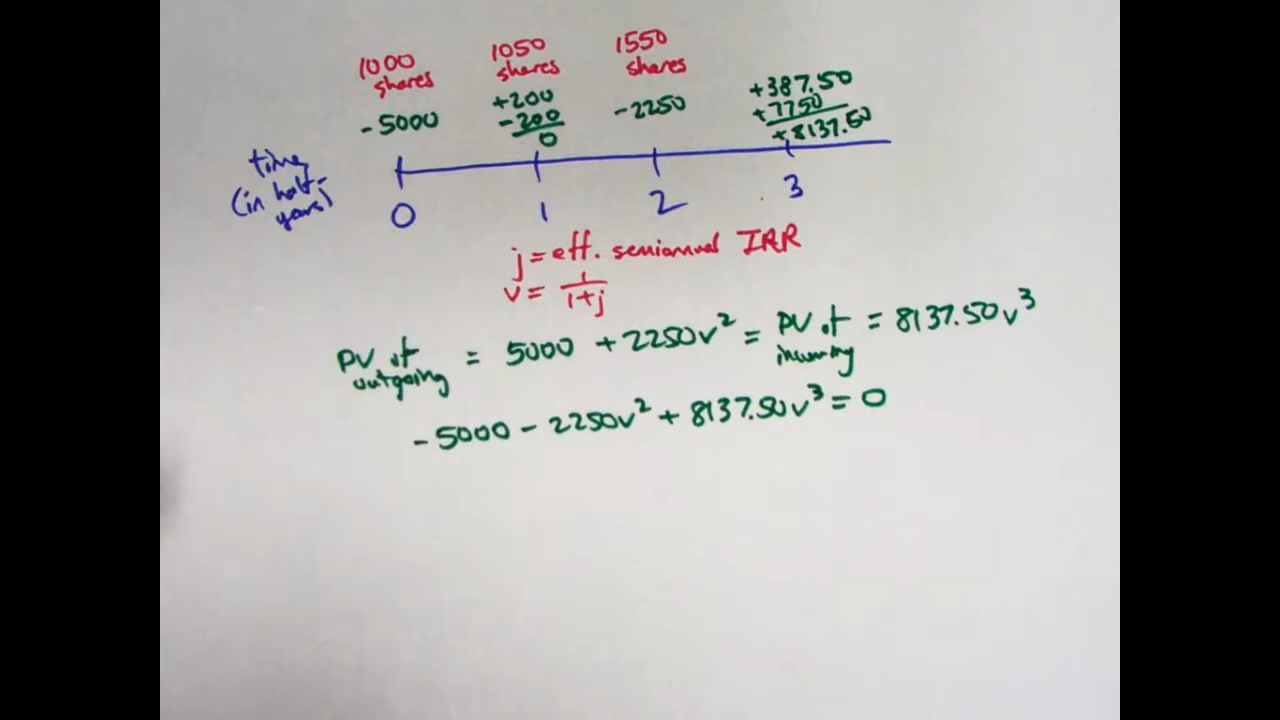 1000 shares
1050 shares
1550 shares
-5000
+200
-200
0
-2250
+387.50
+7750
+8137.50
time (in half-years)
0 1 2 3
j = eff. semiannual IRR
v = 1/(1+j)
PV of outgoing = 5000 + 2250v² = PV of incoming = 8137.50v³
-5000 - 2250v² + 8137.50v³ = 0